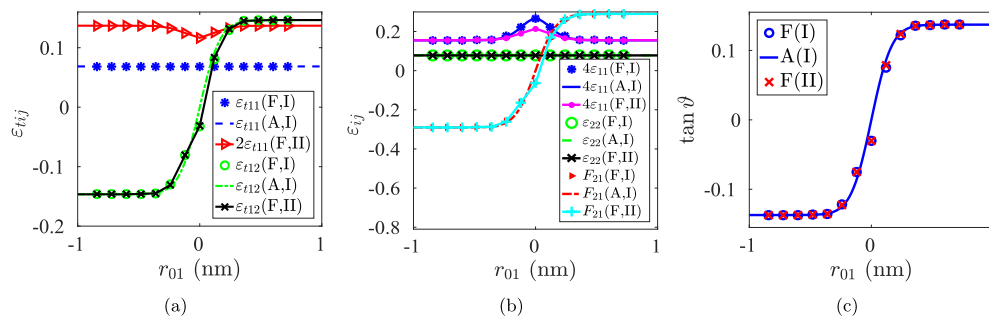 0.1
0
-0.1
-0.2
ε_{tij}
-1
0
1
r_{01} (nm)
ε_{t11}(F,I)
ε_{t11}(A,I)
2ε_{t11}(F,II)
ε_{t12}(F,I)
ε_{t12}(A,I)
ε_{t12}(F,II)
(a)
0.2
0
-0.2
-0.4
-0.6
-0.8
ε_{ij}
-1
0
1
r_{01} (nm)
4ε_{11}(F,I)
4ε_{11}(A,I)
4ε_{11}(F,II)
ε_{22}(F,I)
ε_{22}(A,I)
ε_{22}(F,II)
F_{21}(F,I)
F_{21}(A,I)
F_{21}(F,II)
(b)
0.1
0
-0.1
tan ϑ
-1
0
r_{01} (nm)
F(I)
A(I)
F(II)
(c)